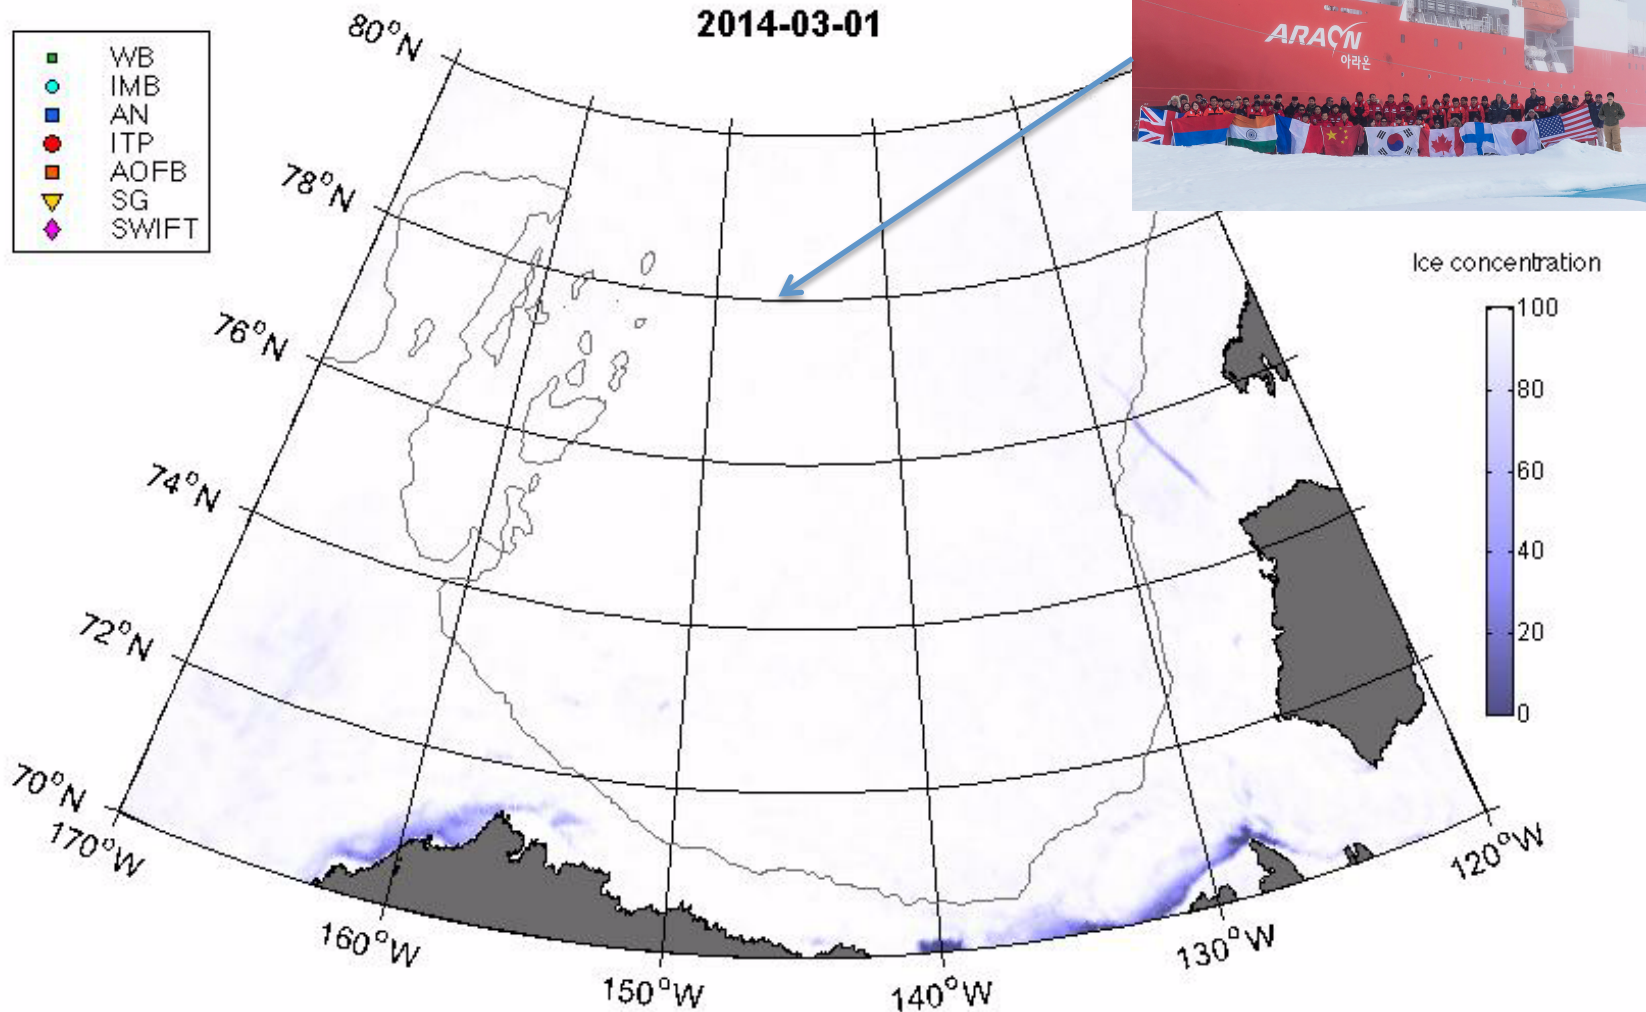 2014-03-01
WB
IMB
AN
ITP
AOFB
SG
SWIFT
ARAON
아라온
80°N
78°N
76°N
74°N
72°N
70°N
170°W
160°W
150°W
140°W
130°W
120°W
Ice concentration
100
80
60
40
20
0